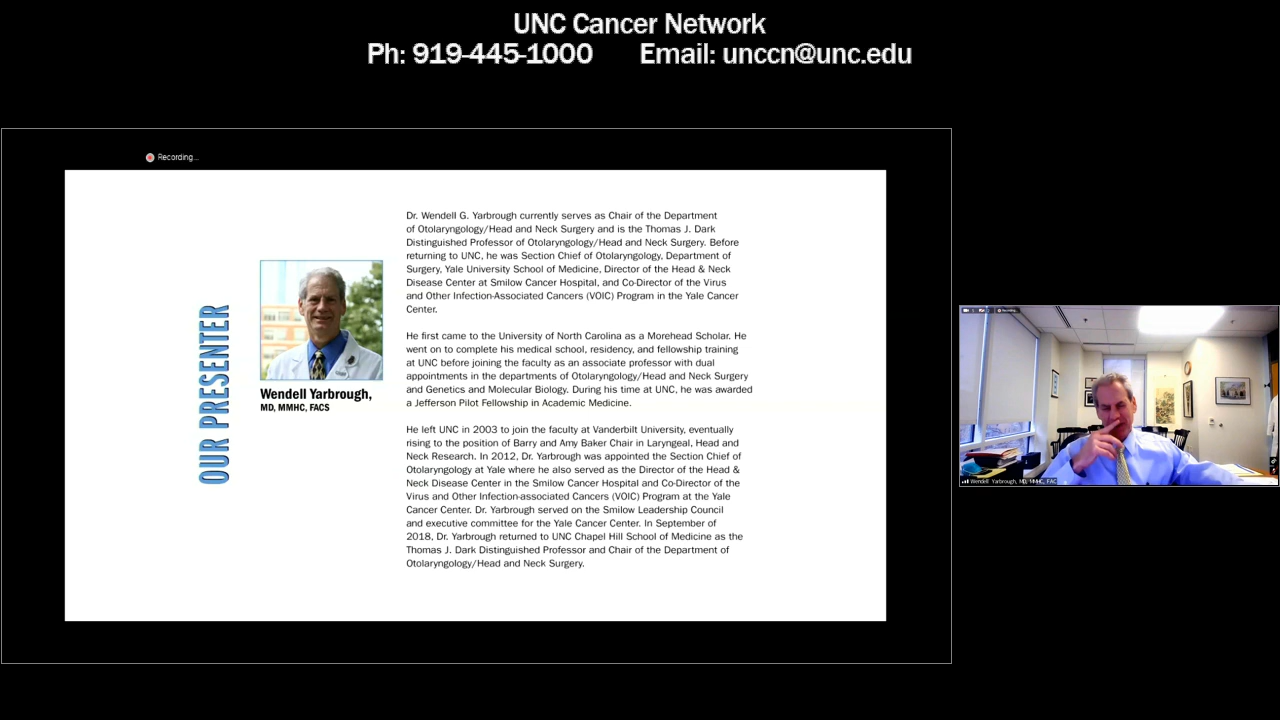 UNC Cancer Network
Ph: 919-445-1000 Email: unccn@unc.edu
Recording...
OUR PRESENTER
Wendell Yarbrough,
MD, MMHC, FACS
Dr. Wendell G. Yarbrough currently serves as Chair of the Department
of Otolaryngology/Head and Neck Surgery and is the Thomas J. Dark
Distinguished Professor of Otolaryngology/Head and Neck Surgery. Before
returning to UNC, he was Section Chief of Otolaryngology, Department of
Surgery, Yale University School of Medicine, Director of the Head & Neck
Disease Center at Smilow Cancer Hospital, and Co-Director of the Virus
and Other Infection-Associated Cancers (VOIC) Program in the Yale Cancer
Center.
He first came to the University of North Carolina as a Morehead Scholar. He
went on to complete his medical school, residency, and fellowship training
at UNC before joining the faculty as an associate professor with dual
appointments in the departments of Otolaryngology/Head and Neck Surgery
and Genetics and Molecular Biology. During his time at UNC, he was awarded
a Jefferson Pilot Fellowship in Academic Medicine.
He left UNC in 2003 to join the faculty at Vanderbilt University, eventually
rising to the position of Barry and Amy Baker Chair in Laryngeal, Head and
Neck Research. In 2012, Dr. Yarbrough was appointed the Section Chief of
Otolaryngology at Yale where he also served as the Director of the Head &
Neck Disease Center in the Smilow Cancer Hospital and Co-Director of the
Virus and Other Infection-associated Cancers (VOIC) Program at the Yale
Cancer Center. Dr. Yarbrough served on the Smilow Leadership Council
and executive committee for the Yale Cancer Center. In September of
2018, Dr. Yarbrough returned to UNC Chapel Hill School of Medicine as the
Thomas J. Dark Distinguished Professor and Chair of the Department of
Otolaryngology/Head and Neck Surgery.
Recording...
Wendell Yarbrough, MD, MMHC, FAC